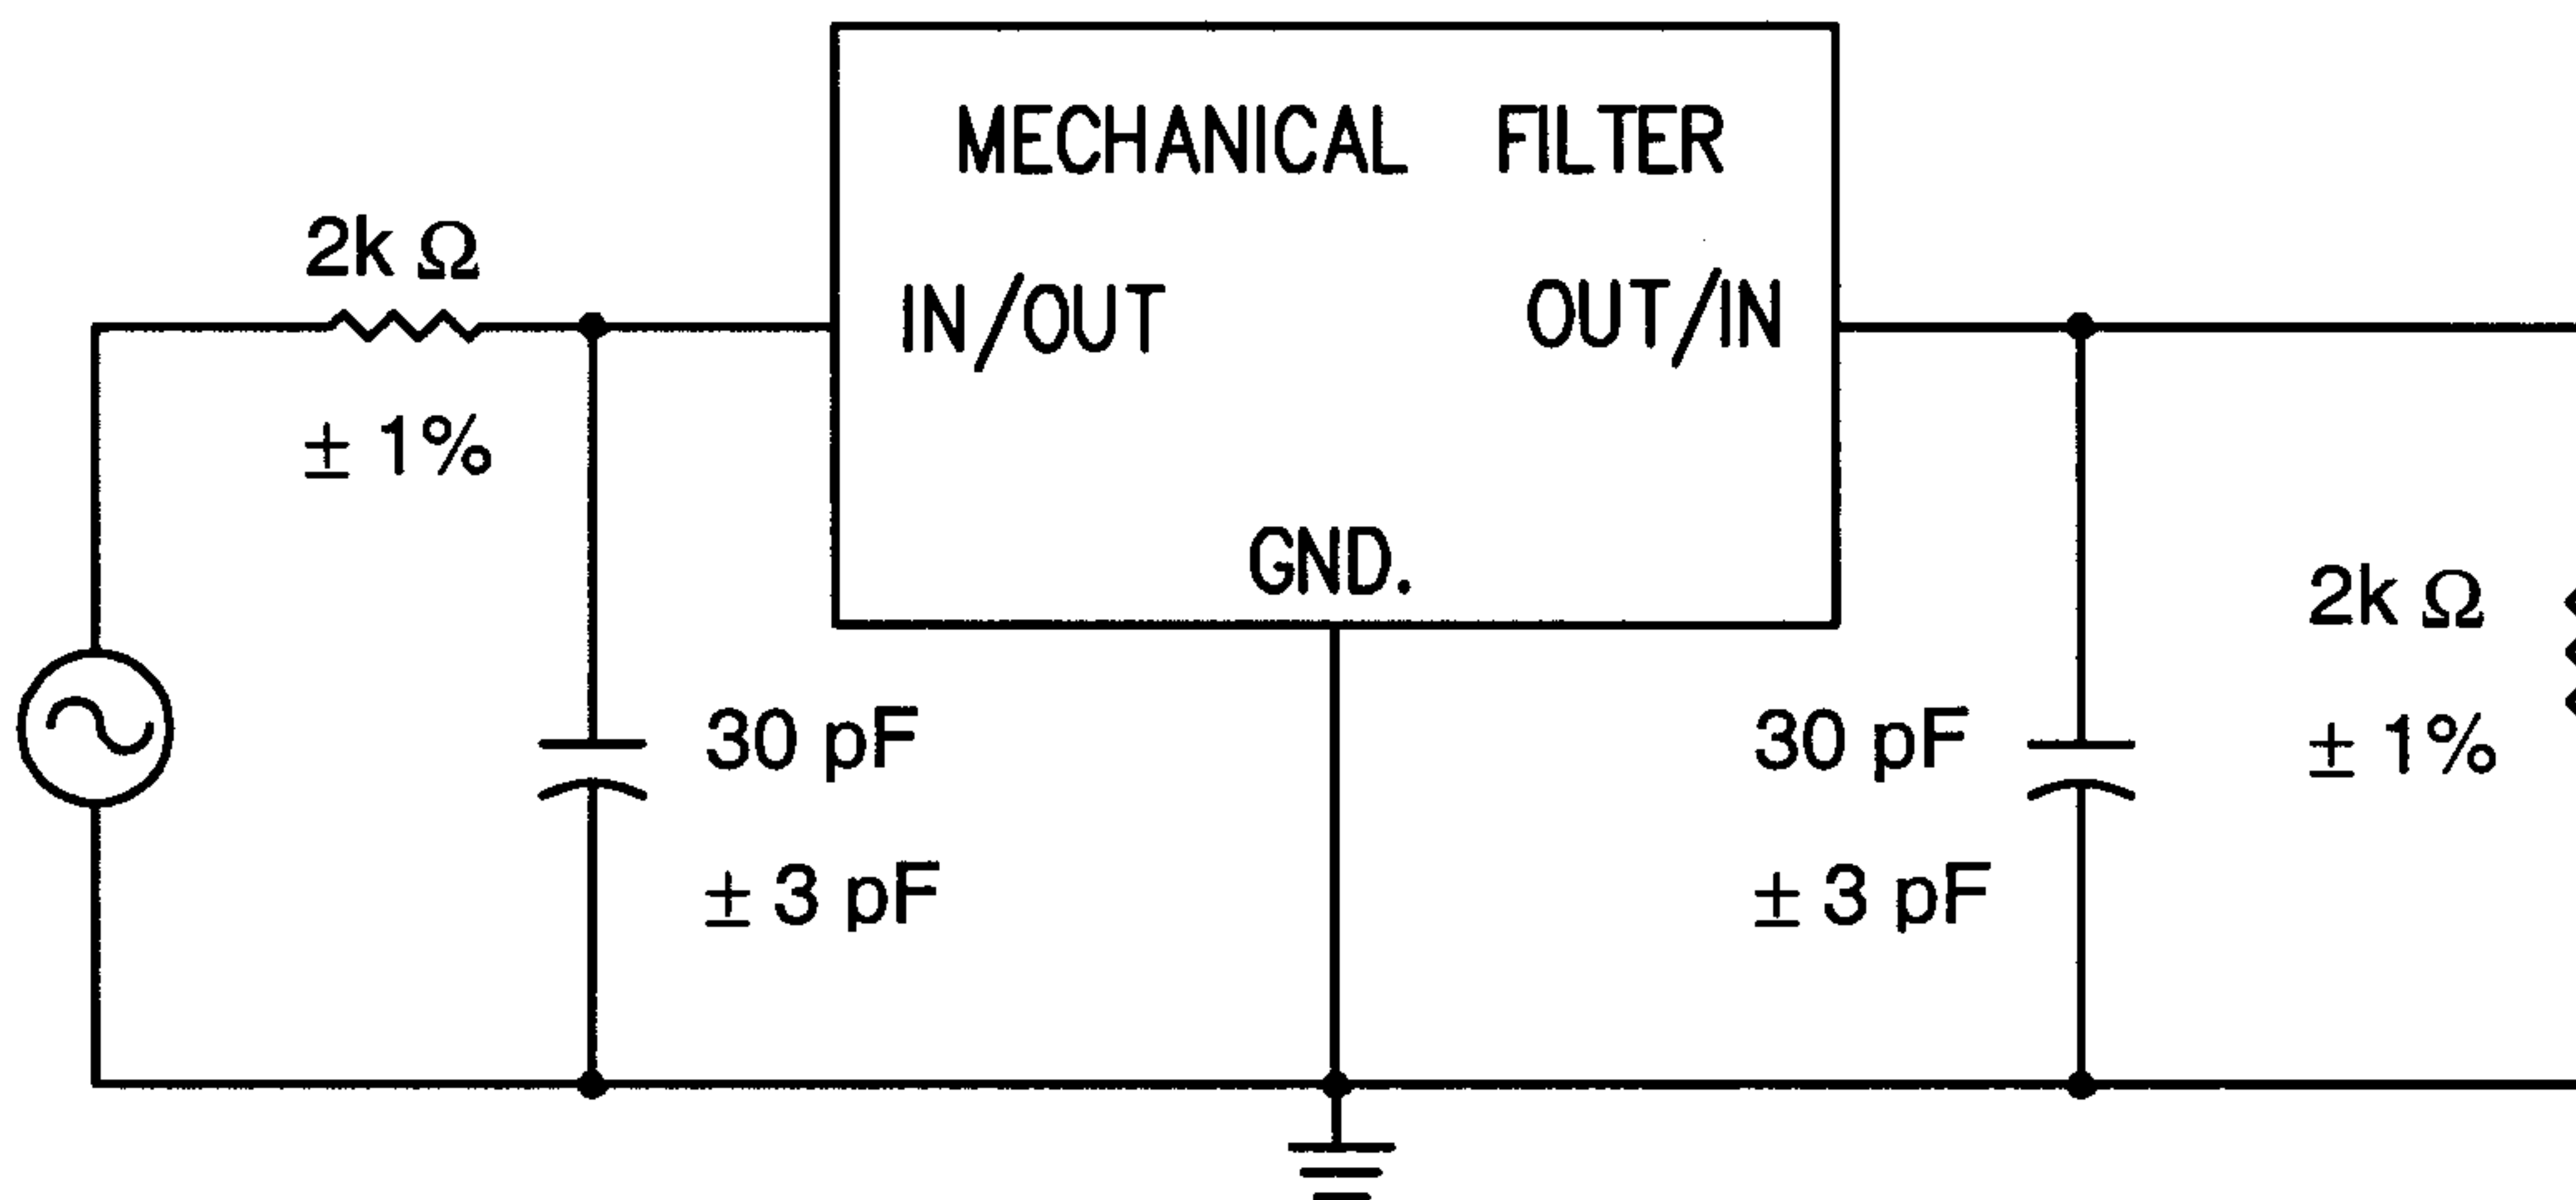 MECHANICAL FILTER
2k Ω
± 1%
IN/OUT
OUT/IN
GND.
30 pF
± 3 pF
30 pF
± 3 pF
2k Ω
± 1%